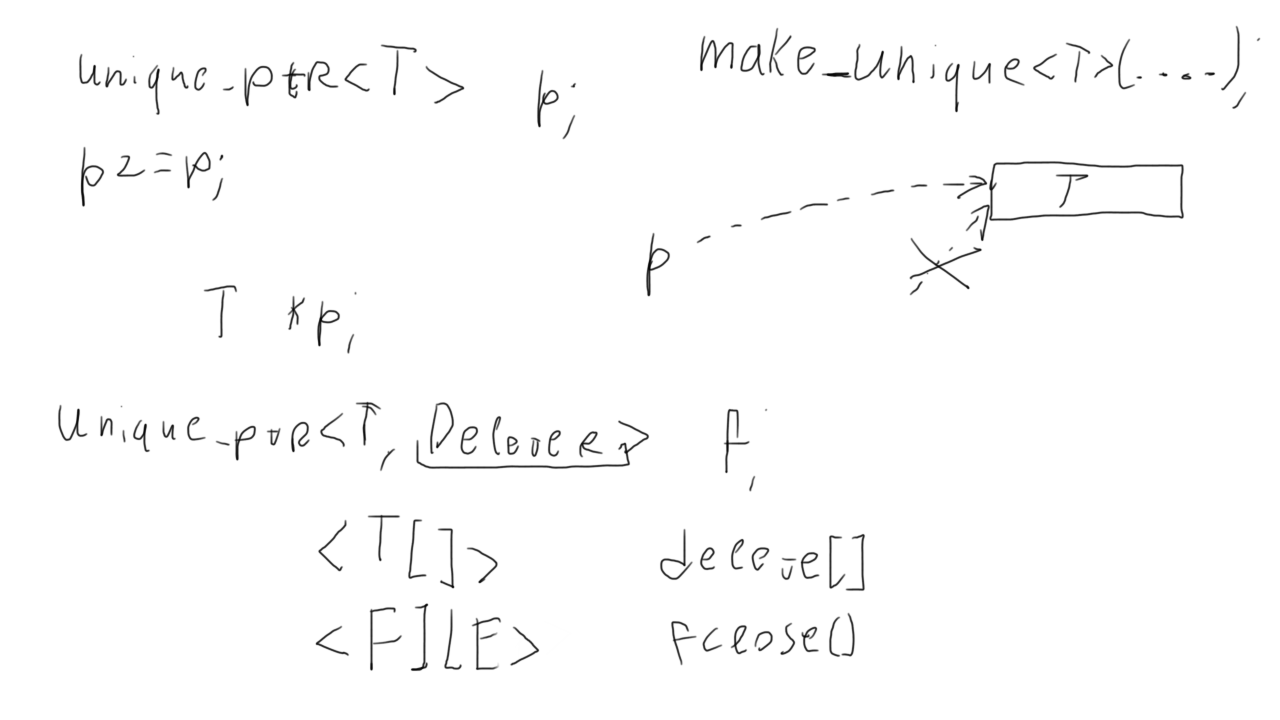 unique_ptr<T> p;
make_unique<T>(.....);
p2=p;
T
p
T *p;
unique_ptr<T, Deleter> f;
<T[]> delete[]
<FILE> fclose()